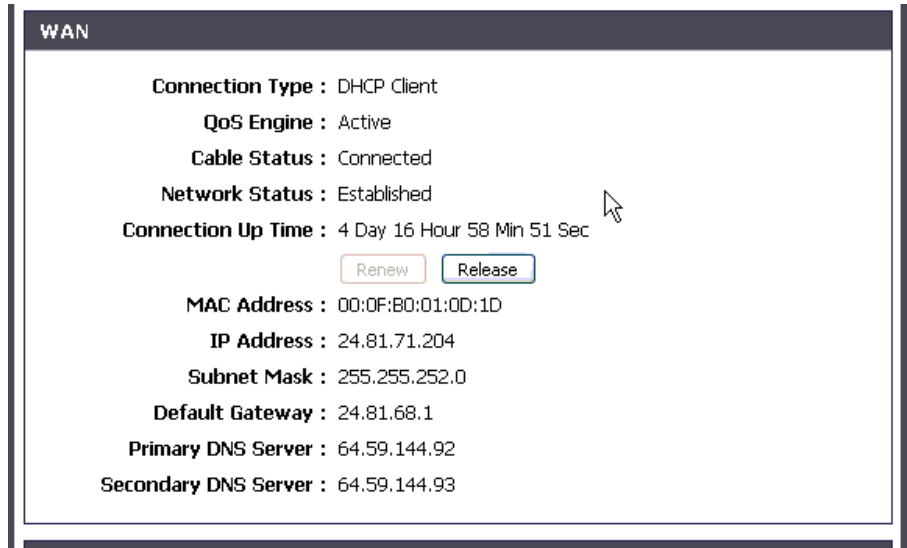 WAN
Connection Type : DHCP Client
QoS Engine : Active
Cable Status : Connected
Network Status : Established
Connection Up Time : 4 Day 16 Hour 58 Min 51 Sec
Renew Release
MAC Address : 00:0F:B0:01:0D:1D
IP Address : 24.81.71.204
Subnet Mask : 255.255.252.0
Default Gateway : 24.81.68.1
Primary DNS Server : 64.59.144.92
Secondary DNS Server : 64.59.144.93